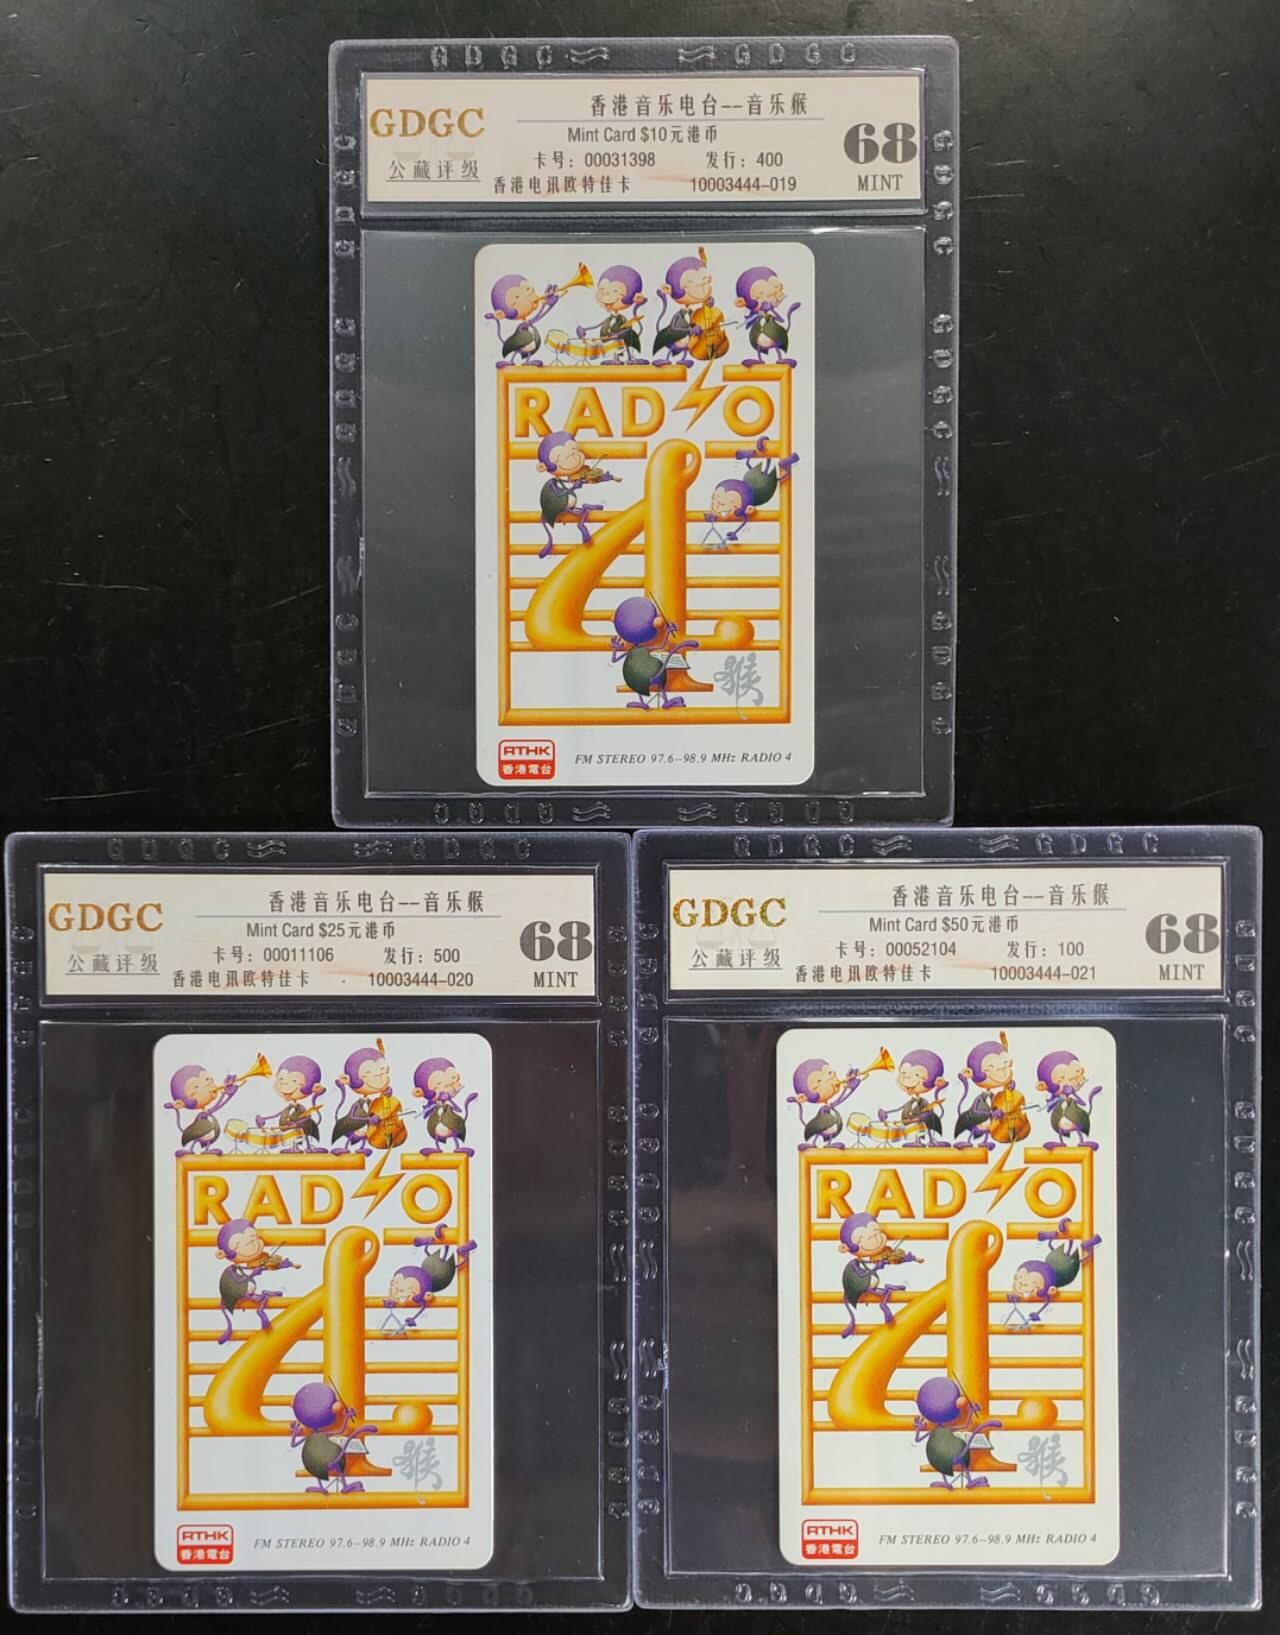 GDGC GDGC
GDGC
公藏评级
香港音乐电台--音乐猴
Mint Card $10元港币
卡号：00031398 发行：400
香港电讯欧特佳卡 10003444-019
68
MINT
RADIO
4
猴
RTHK
香港電台
FM STEREO 97.6–98.9 MHz RADIO 4
GDGC GDGC
GDGC
公藏评级
香港音乐电台--音乐猴
Mint Card $25元港币
卡号：00011106 发行：500
香港电讯欧特佳卡 10003444-020
68
MINT
RADIO
4
猴
RTHK
香港電台
FM STEREO 97.6–98.9 MHz RADIO 4
GDGC GDGC
GDGC
公藏评级
香港音乐电台--音乐猴
Mint Card $50元港币
卡号：00052104 发行：100
香港电讯欧特佳卡 10003444-021
68
MINT
RADIO
4
猴
RTHK
香港電台
FM STEREO 97.6–98.9 MHz RADIO 4